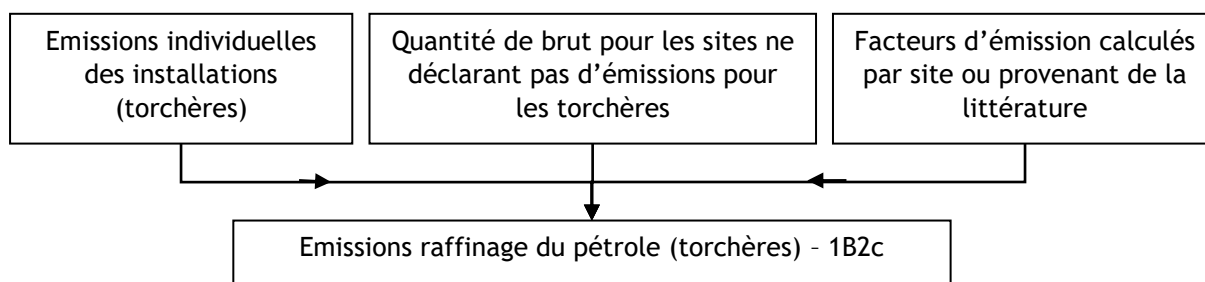 Emissions individuelles
des installations
(torchères)
Quantité de brut pour les sites ne
déclarant pas d’émissions pour
les torchères
Facteurs d’émission calculés
par site ou provenant de la
littérature
Emissions raffinage du pétrole (torchères) – 1B2c